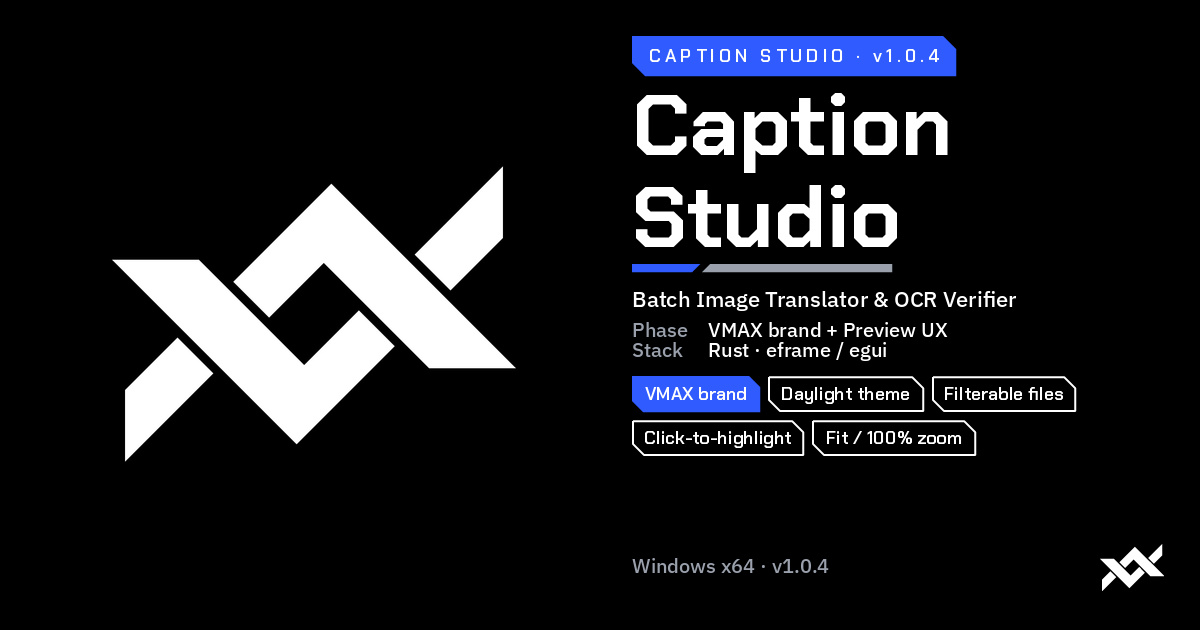 CAPTION STUDIO · v1.0.4
Caption
Studio
Batch Image Translator & OCR Verifier
Phase VMAX brand + Preview UX
Stack Rust · eframe / egui
VMAX brand Daylight theme Filterable files
Click-to-highlight Fit / 100% zoom
Windows x64 · v1.0.4